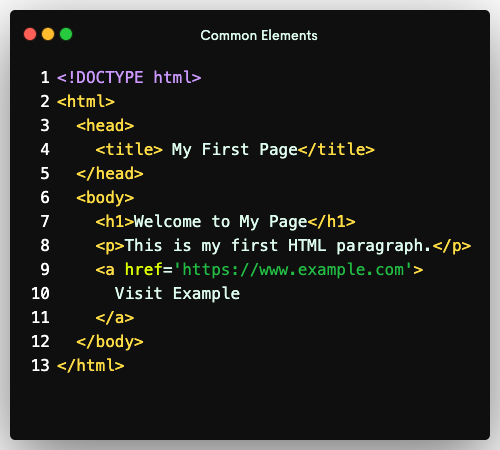 Common Elements
1 <!DOCTYPE html>
2 <html>
3   <head>
4     <title> My First Page</title>
5   </head>
6   <body>
7     <h1>Welcome to My Page</h1>
8     <p>This is my first HTML paragraph.</p>
9     <a href='https://www.example.com'>
10       Visit Example
11     </a>
12   </body>
13 </html>